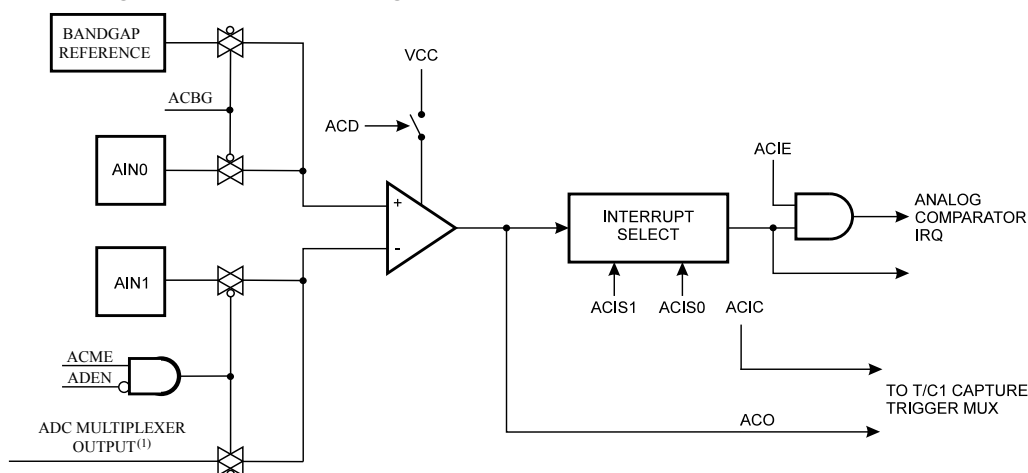 BANDGAP
REFERENCE
VCC
ACBG
ACD
ACIE
AIN0
+
INTERRUPT
SELECT
ANALOG
COMPARATOR
IRQ
-
AIN1
ACIS1
ACIS0
ACIC
ACME
ADEN
TO T/C1 CAPTURE
TRIGGER MUX
ADC MULTIPLEXER
OUTPUT(1)
ACO